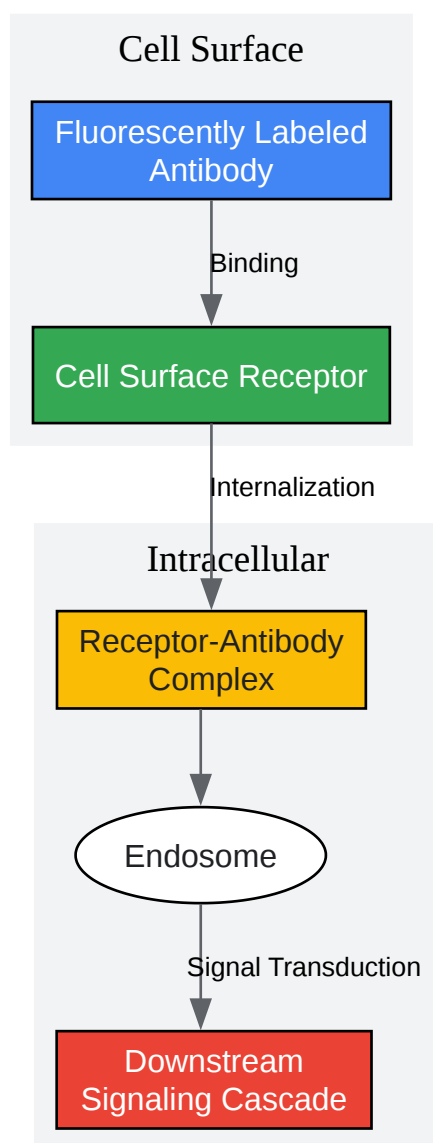 Cell Surface
Fluorescently Labeled
Antibody
Binding
Cell Surface Receptor
Internalization
Intracellular
Receptor-Antibody
Complex
Endosome
Signal Transduction
Downstream
Signaling Cascade